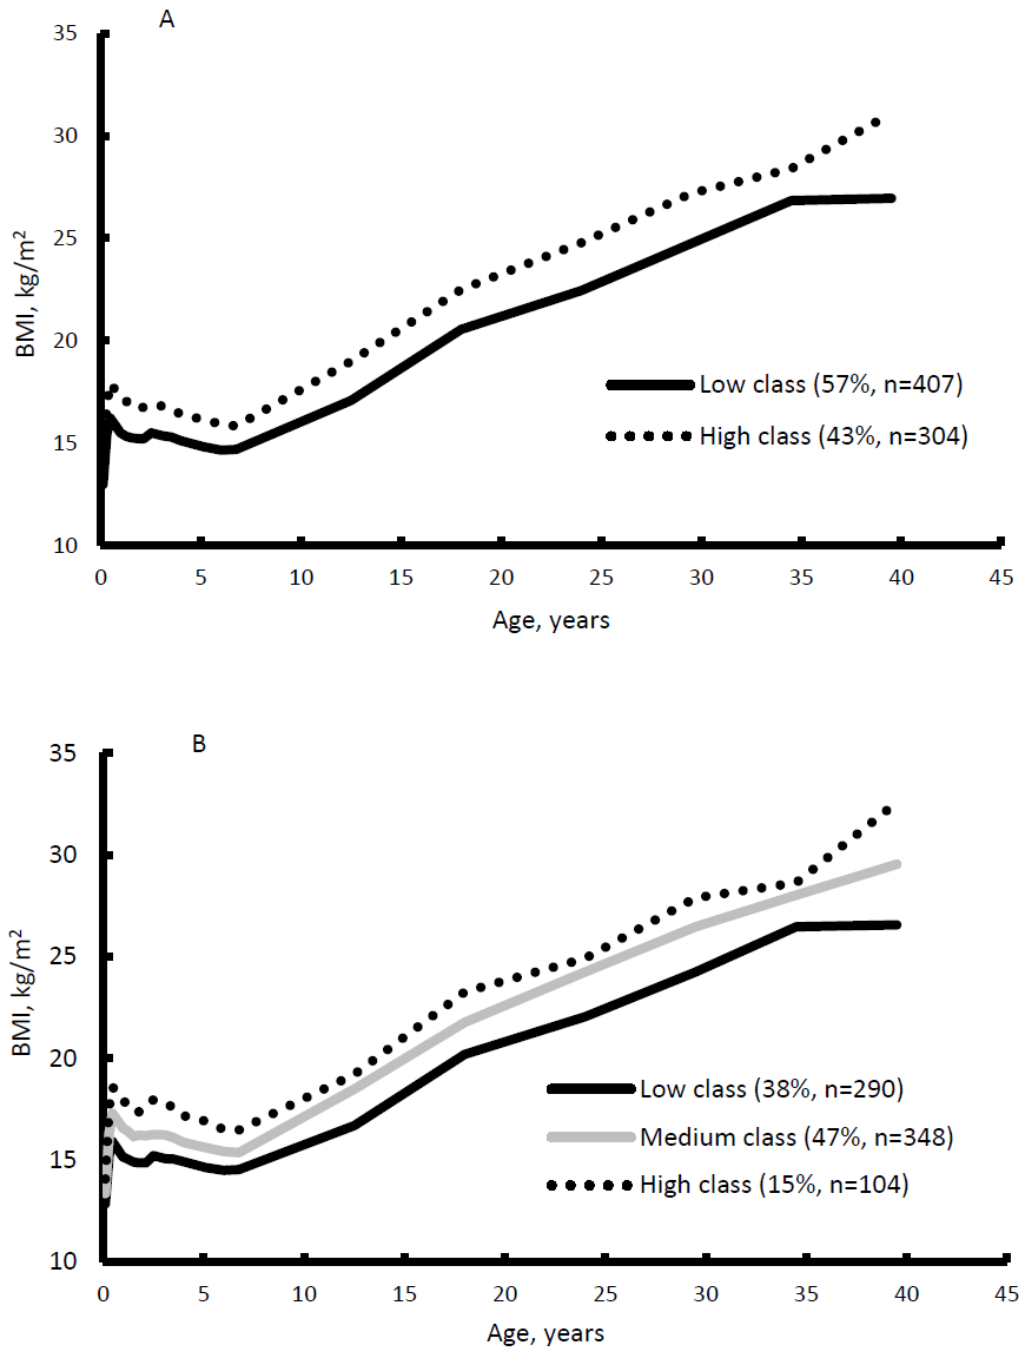 A
35
30
25
20
15
10
BMI, kg/m²
Low class (57%, n=407)
High class (43%, n=304)
0 5 10 15 20 25 30 35 40 45
Age, years
B
35
30
25
20
15
10
BMI, kg/m²
Low class (38%, n=290)
Medium class (47%, n=348)
High class (15%, n=104)
0 5 10 15 20 25 30 35 40 45
Age, years